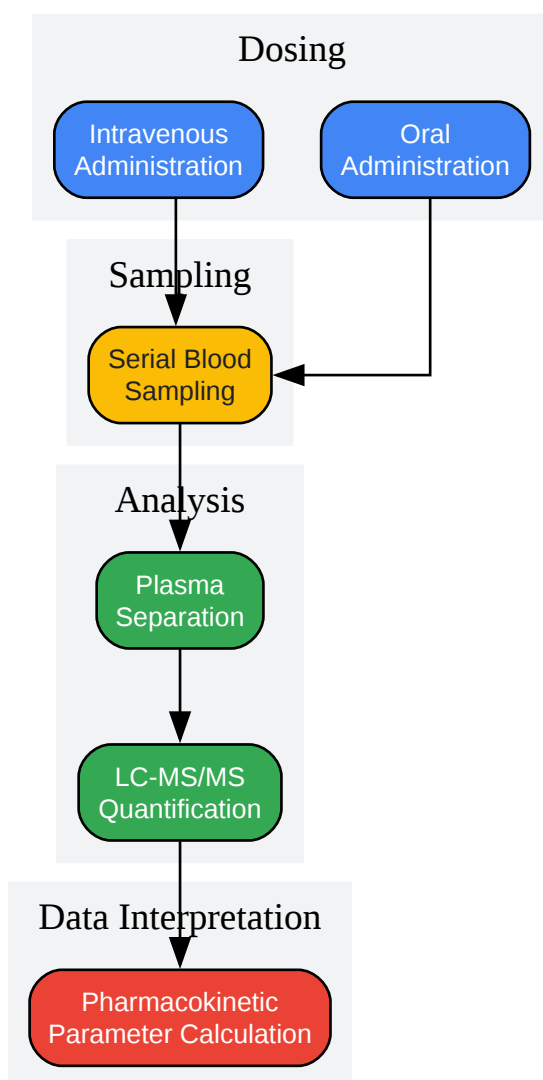 Dosing
Intravenous
Administration
Oral
Administration
Sampling
Serial Blood
Sampling
Analysis
Plasma
Separation
LC-MS/MS
Quantification
Data Interpretation
Pharmacokinetic
Parameter Calculation